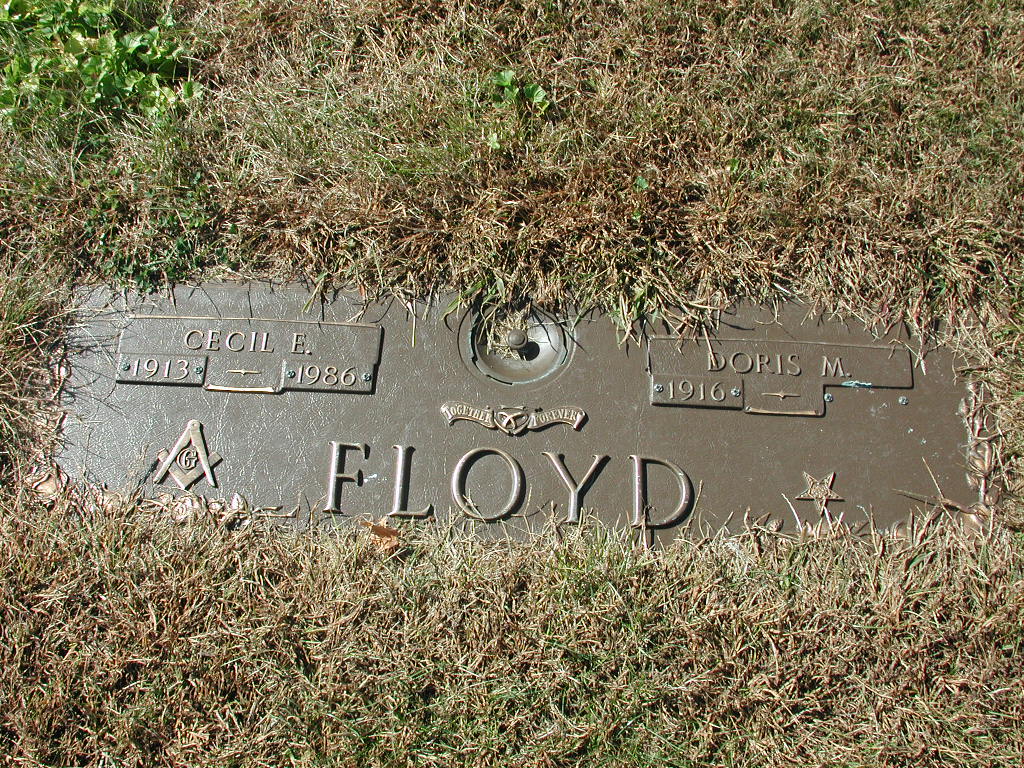 CECIL E.
1913 1986
DORIS M.
1916
TOGETHER FOREVER
G
FLOYD